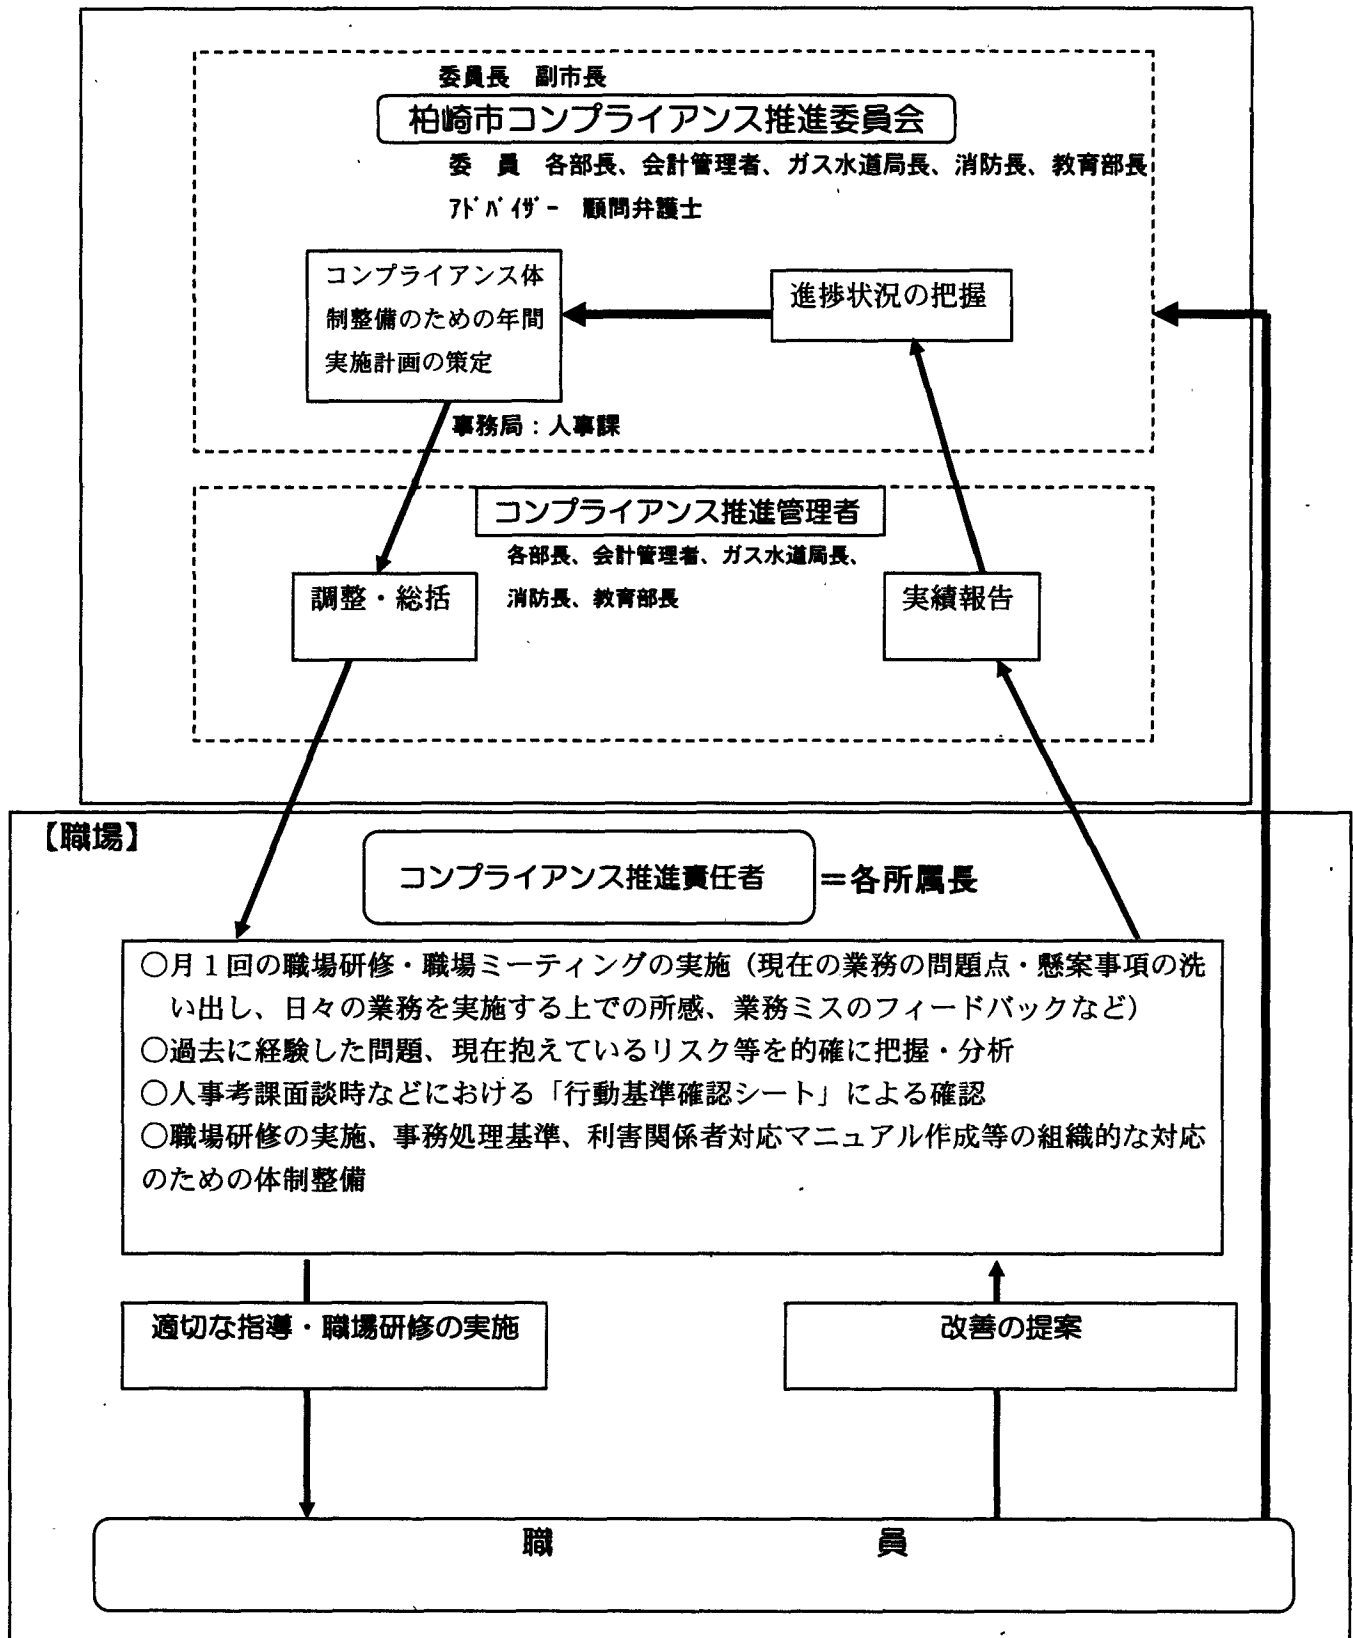 委員長　副市長
柏崎市コンプライアンス推進委員会
委　員　各部長、会計管理者、ガス水道局長、消防長、教育部長
ｱﾄﾞﾊﾞｲｻﾞｰ　顧問弁護士
コンプライアンス体
制整備のための年間
実施計画の策定
進捗状況の把握
事務局：人事課
コンプライアンス推進管理者
各部長、会計管理者、ガス水道局長、
消防長、教育部長
調整・総括
実績報告
【職場】
コンプライアンス推進責任者
＝各所属長
○月１回の職場研修・職場ミーティングの実施（現在の業務の問題点・懸案事項の洗
い出し、日々の業務を実施する上での所感、業務ミスのフィードバックなど）
○過去に経験した問題、現在抱えているリスク等を的確に把握・分析
○人事考課面談時などにおける「行動基準確認シート」による確認
○職場研修の実施、事務処理基準、利害関係者対応マニュアル作成等の組織的な対応
のための体制整備
適切な指導・職場研修の実施
改善の提案
職　員